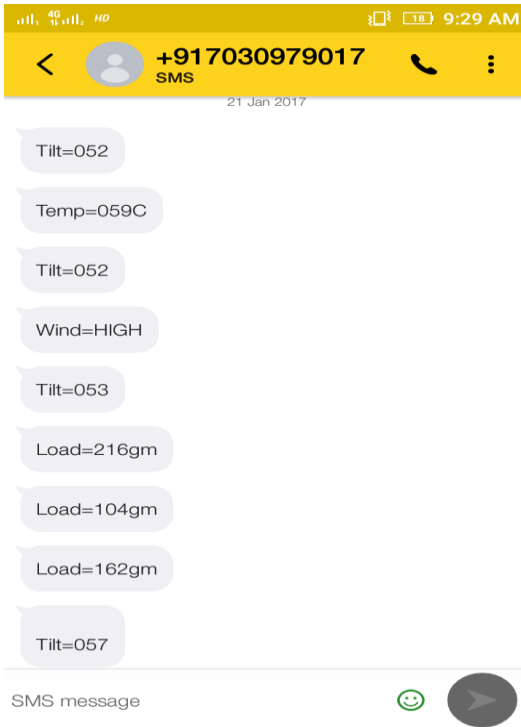 4G HD 18 9:29 AM
+917030979017
SMS
21 Jan 2017
Tilt=052
Temp=059C
Tilt=052
Wind=HIGH
Tilt=053
Load=216gm
Load=104gm
Load=162gm
Tilt=057
SMS message